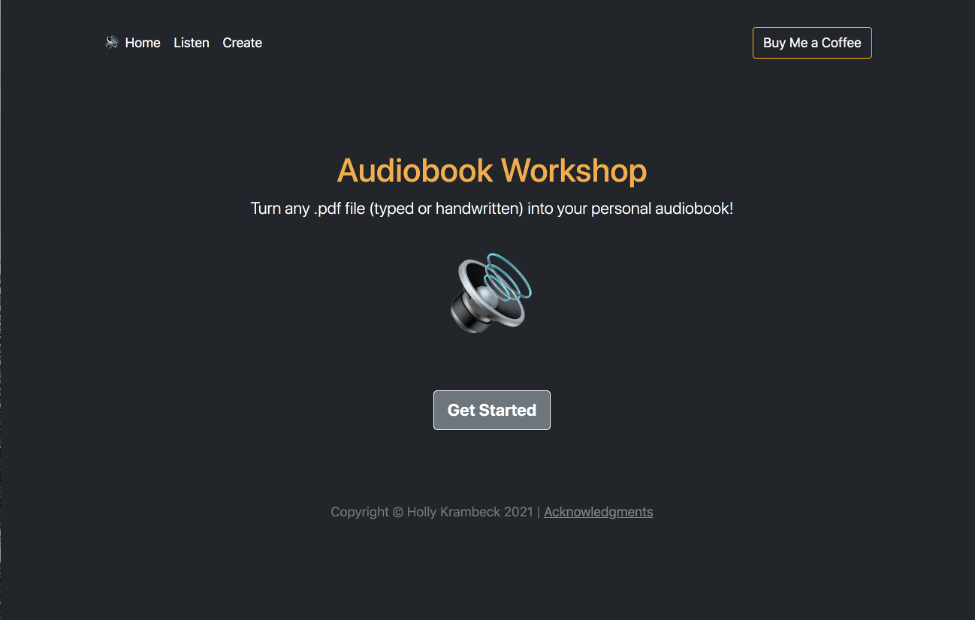 Home Listen Create Buy Me a Coffee
Audiobook Workshop
Turn any .pdf file (typed or handwritten) into your personal audiobook!
Get Started
Copyright © Holly Krambeck 2021 | Acknowledgments